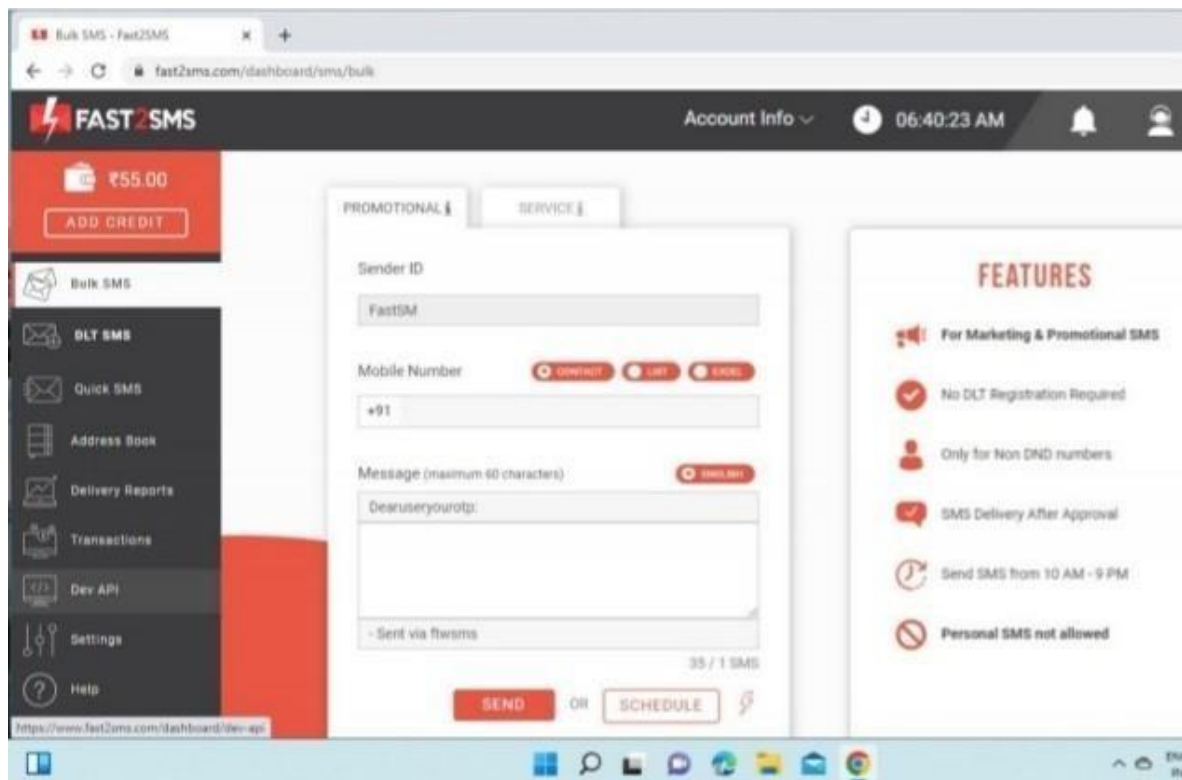 Bulk SMS - Fast2SMS
fast2sms.com/dashboard/sms/bulk
FAST2SMS
Account Info
06:40:23 AM
₹55.00
ADD CREDIT
Bulk SMS
DLT SMS
Quick SMS
Address Book
Delivery Reports
Transactions
Dev API
Settings
Help
https://www.fast2sms.com/dashboard/dev-api
PROMOTIONAL
SERVICE
Sender ID
FastSM
Mobile Number
CONTACT
LIST
EXCEL
+91
Message (maximum 60 characters)
ENGLISH
Dearuseryourotp:
- Sent via ftwsms
35 / 1 SMS
SEND
OR
SCHEDULE
FEATURES
For Marketing & Promotional SMS
No DLT Registration Required
Only for Non DND numbers
SMS Delivery After Approval
Send SMS from 10 AM - 9 PM
Personal SMS not allowed